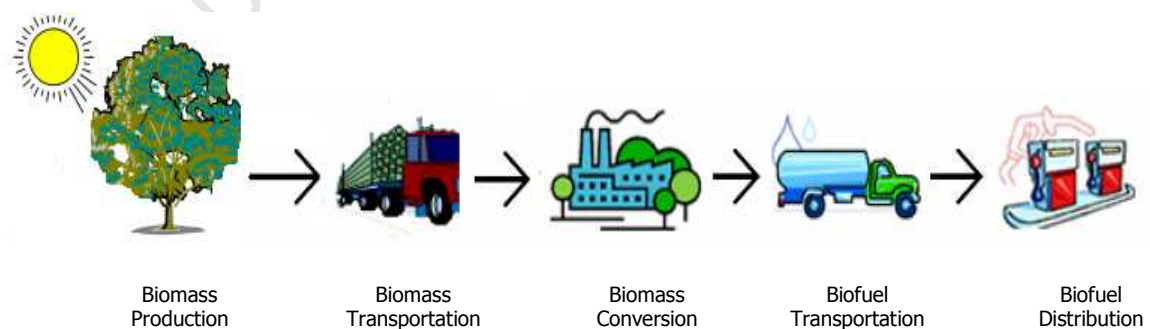 Biomass
Production
Biomass
Transportation
Biomass
Conversion
Biofuel
Transportation
Biofuel
Distribution